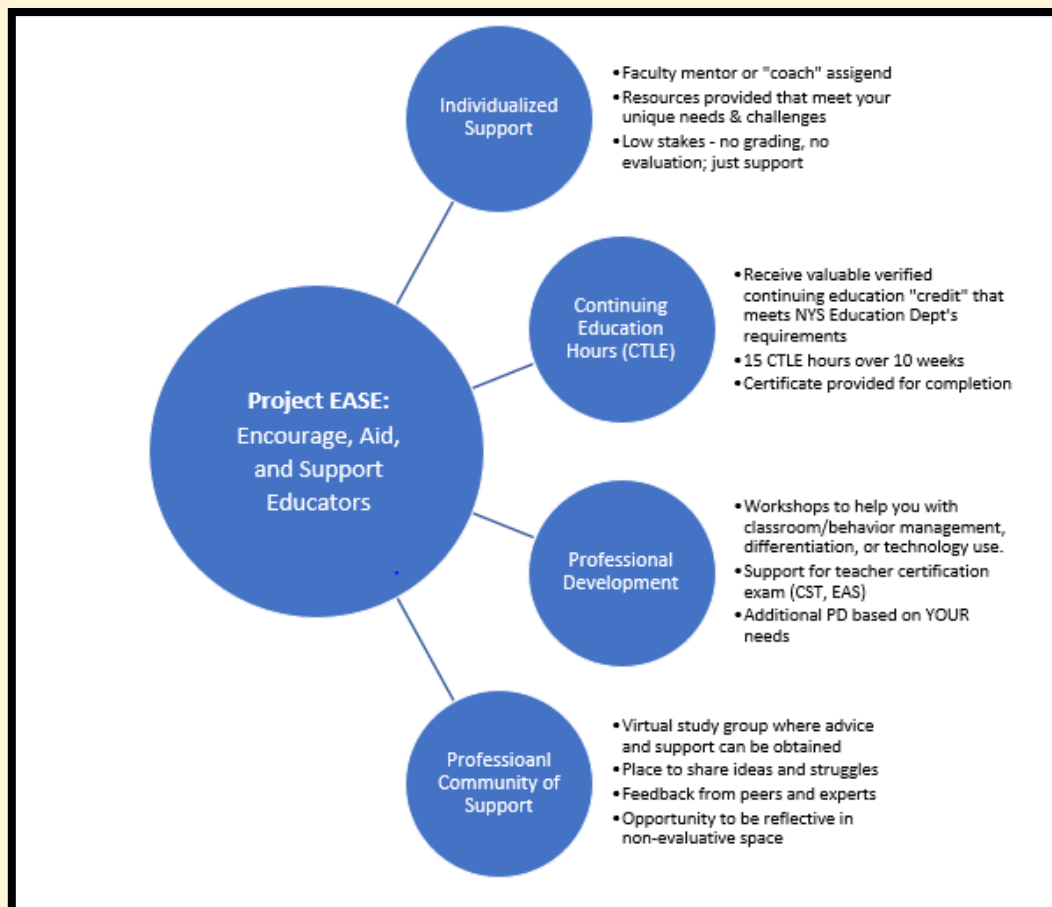 Individualized
Support
•Faculty mentor or "coach" assigend
•Resources provided that meet your
unique needs & challenges
•Low stakes - no grading, no
evaluation; just support
Continuing
Education
Hours (CTLE)
•Receive valuable verified
continuing education "credit" that
meets NYS Education Dept's
requirements
•15 CTLE hours over 10 weeks
•Certificate provided for completion
Project EASE:
Encourage, Aid,
and Support
Educators
Professional
Development
•Workshops to help you with
classroom/behavior management,
differentiation, or technology use.
•Support for teacher certification
exam (CST, EAS)
•Additional PD based on YOUR
needs
Professioanl
Community of
Support
•Virtual study group where advice
and support can be obtained
•Place to share ideas and struggles
•Feedback from peers and experts
•Opportunity to be reflective in
non-evaluative space